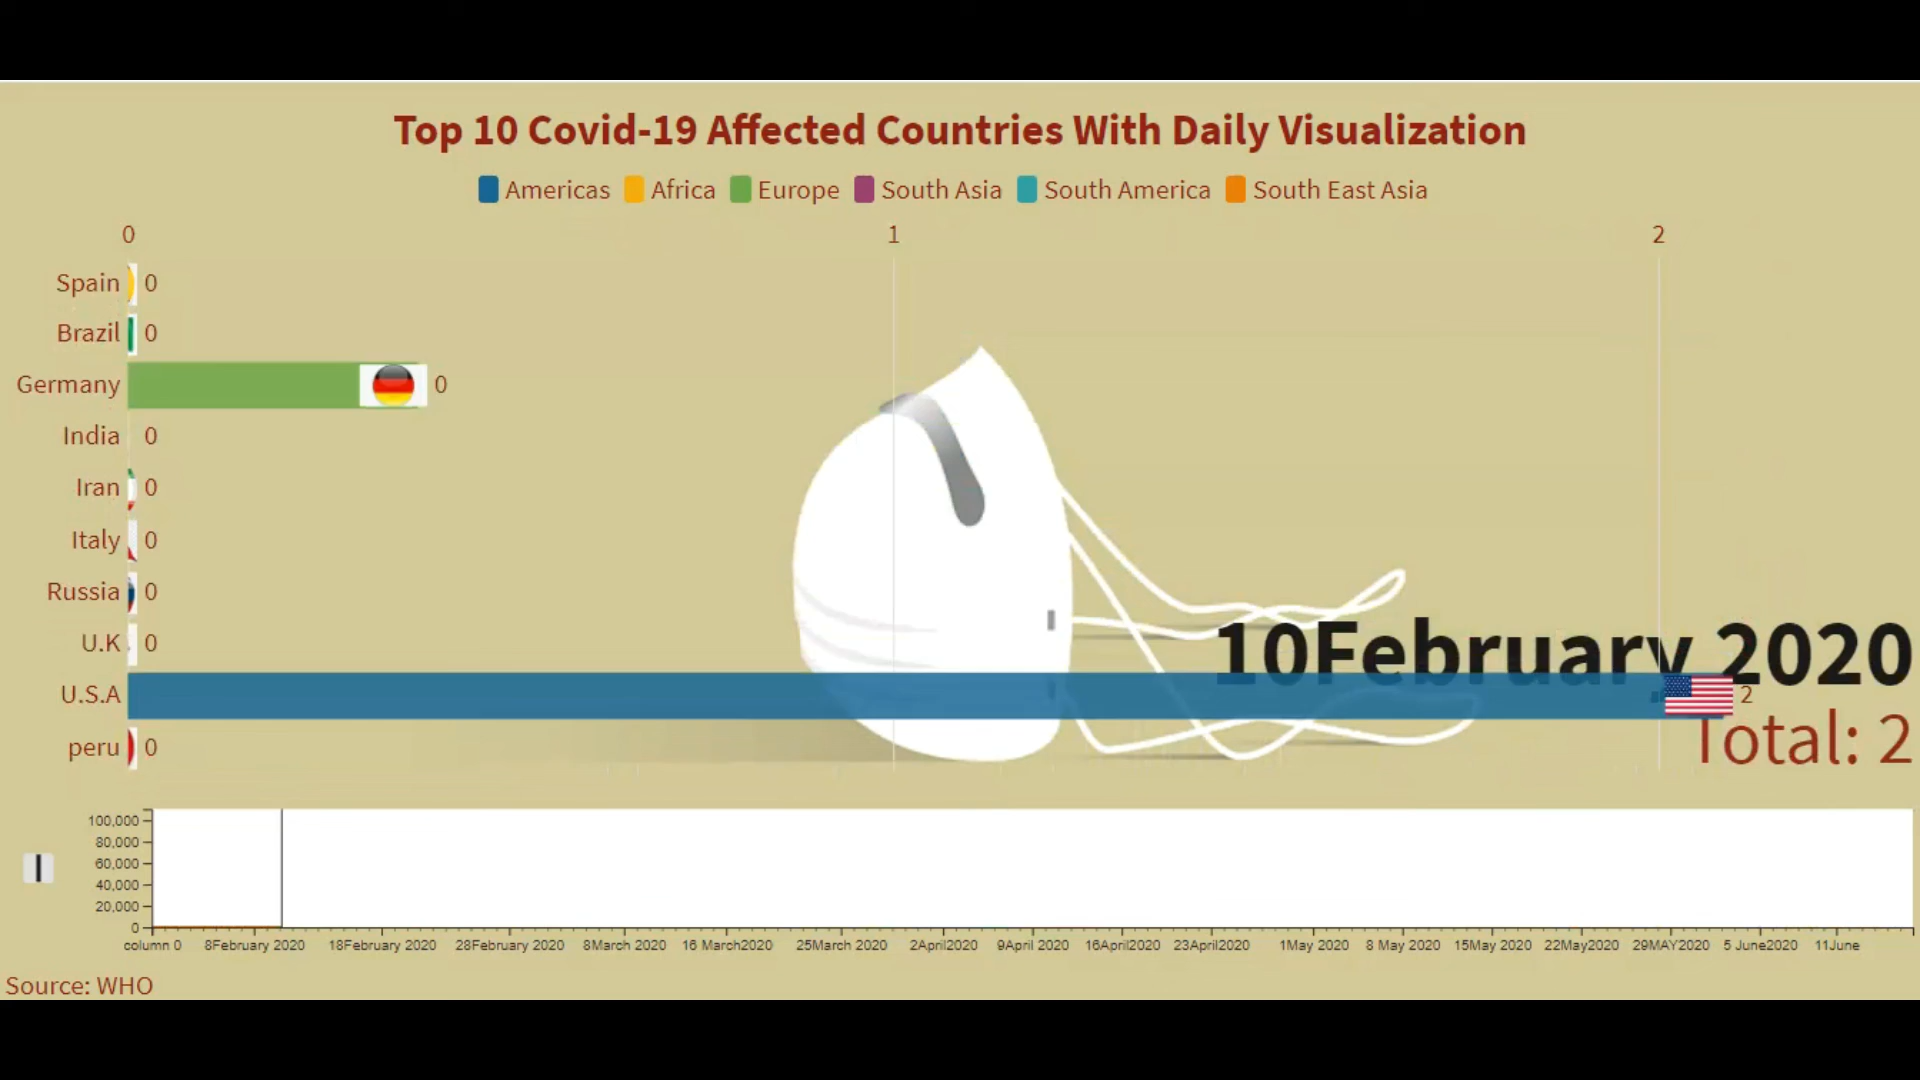 Top 10 Covid-19 Affected Countries With Daily Visualization
Americas Africa Europe South Asia South America South East Asia
0 1 2
Spain 0
Brazil 0
Germany 0
India 0
Iran 0
Italy 0
Russia 0
U.K 0
10February 2020
U.S.A 2
Total: 2
peru 0
100,000
80,000
60,000
40,000
20,000
0
column 0 8February 2020 18February 2020 28February 2020 8March 2020 16 March2020 25March 2020 2April2020 9April 2020 16April2020 23April2020 1May 2020 8 May 2020 15May 2020 22May2020 29MAY2020 5 June2020 11June
Source: WHO